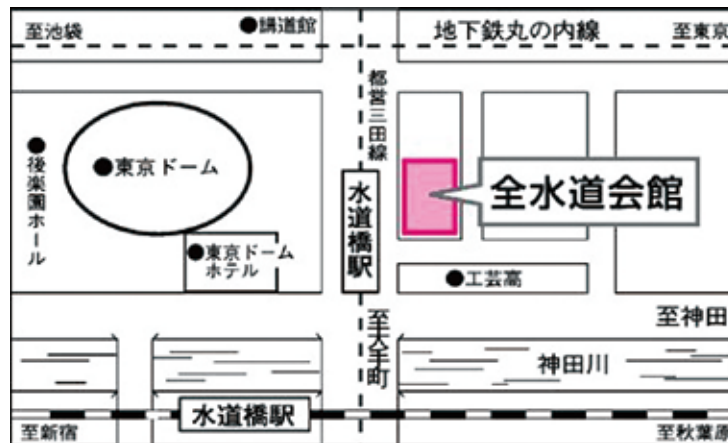 至池袋
●講道館
地下鉄丸の内線
至東京
都営三田線
●後楽園ホール
●東京ドーム
水道橋駅
全水道会館
●東京ドーム
ホテル
●工芸高
至大手町
至神田
神田川
至新宿
水道橋駅
至秋葉原